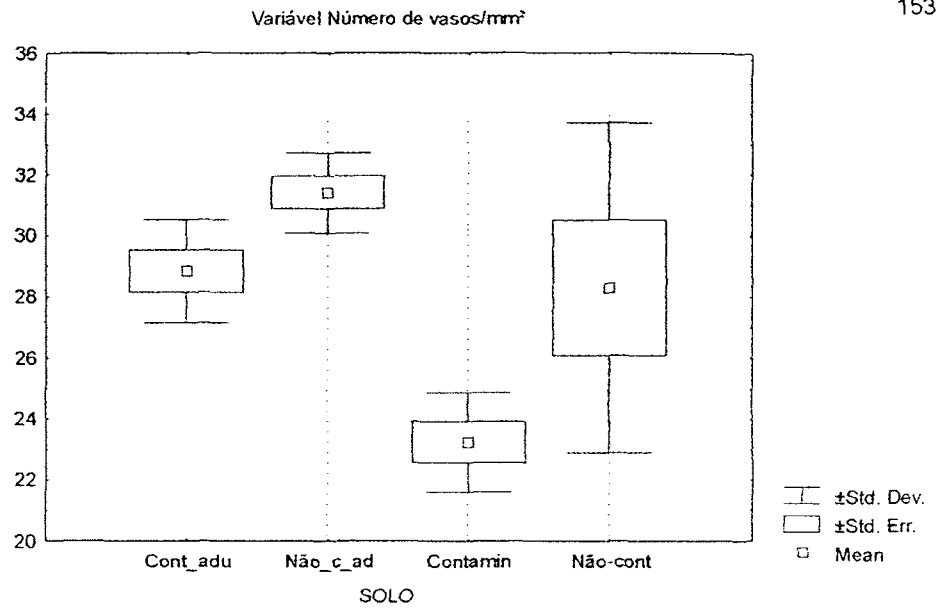 153
Variável Número de vasos/mm²
36
34
32
30
28
26
24
22
20
Cont_adu Não_c_ad Contamin Não-cont
SOLO
±Std. Dev.
±Std. Err.
Mean